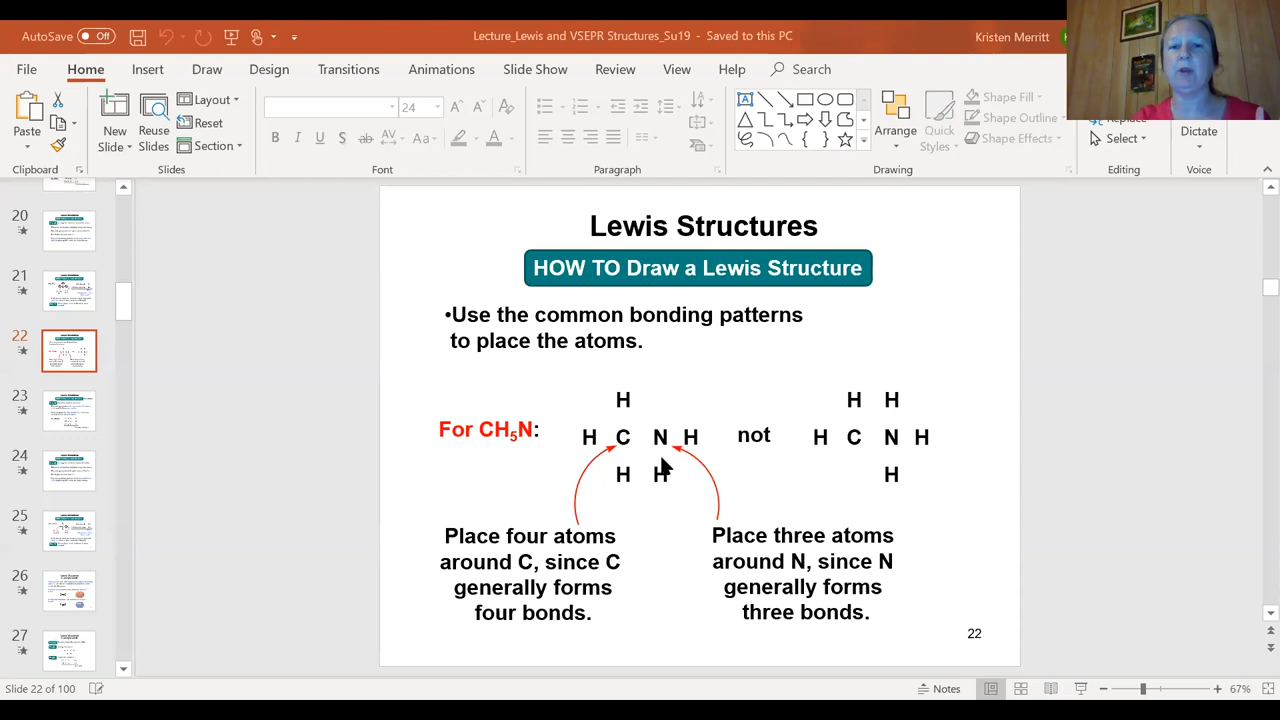 AutoSave Off
Lecture_Lewis and VSEPR Structures_Su19 - Saved to this PC
Kristen Merritt
File Home Insert Draw Design Transitions Animations Slide Show Review View Help Search
Paste
New Slide
Reuse Slides
Layout
Reset
Section
24
Arrange
Quick Styles
Shape Fill
Shape Outline
Shape Effects
Replace
Select
Dictate
Clipboard Slides Font Paragraph Drawing Editing Voice
20
21
22
23
24
25
26
27
Lewis Structures
HOW TO Draw a Lewis Structure
•Use the common bonding patterns
to place the atoms.
H H H
For CH5N: H C N H not H C N H
H H H
Place four atoms
around C, since C
generally forms
four bonds.
Place three atoms
around N, since N
generally forms
three bonds.
22
Slide 22 of 100
Notes
67%